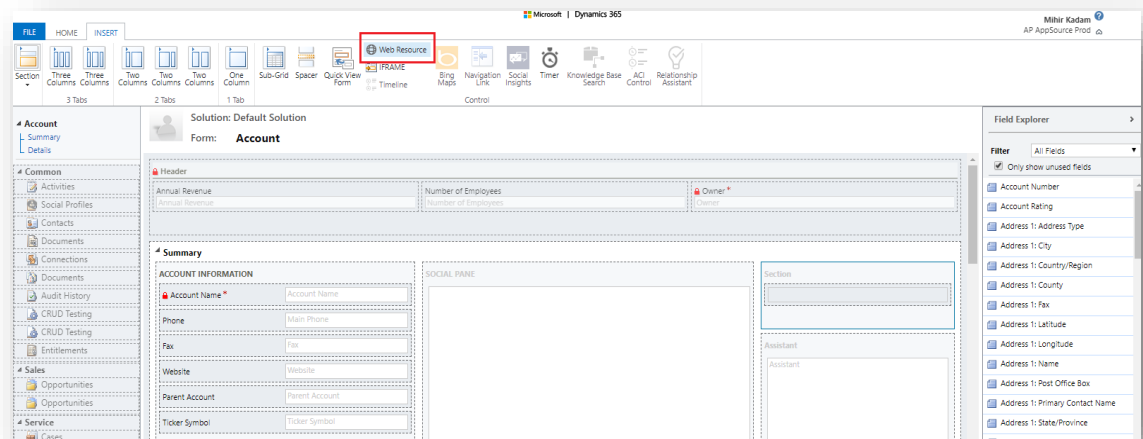 Microsoft | Dynamics 365
Mihir Kadam
AP AppSource Prod
FILE HOME INSERT
Section
Three Columns
Three Columns
Two Columns
Two Columns
Two Columns
One Column
Sub-Grid
Spacer
Quick View Form
Web Resource
IFRAME
Timeline
Bing Maps
Navigation Link
Social Insights
Timer
Knowledge Base Search
ACI Control
Relationship Assistant
3 Tabs
2 Tabs
1 Tab
Control
Account
Summary
Details
Common
Activities
Social Profiles
Contacts
Documents
Connections
Documents
Audit History
CRUD Testing
CRUD Testing
Entitlements
Sales
Opportunities
Opportunities
Service
Cases
Solution: Default Solution
Form: Account
Header
Annual Revenue
Annual Revenue
Number of Employees
Number of Employees
Owner *
Owner
Summary
ACCOUNT INFORMATION
Account Name *
Account Name
Phone
Main Phone
Fax
Fax
Website
Website
Parent Account
Parent Account
Ticker Symbol
Ticker Symbol
SOCIAL PANE
Section
Assistant
Assistant
Field Explorer >
Filter All Fields
Only show unused fields
Account Number
Account Rating
Address 1: Address Type
Address 1: City
Address 1: Country/Region
Address 1: County
Address 1: Fax
Address 1: Latitude
Address 1: Longitude
Address 1: Name
Address 1: Post Office Box
Address 1: Primary Contact Name
Address 1: State/Province